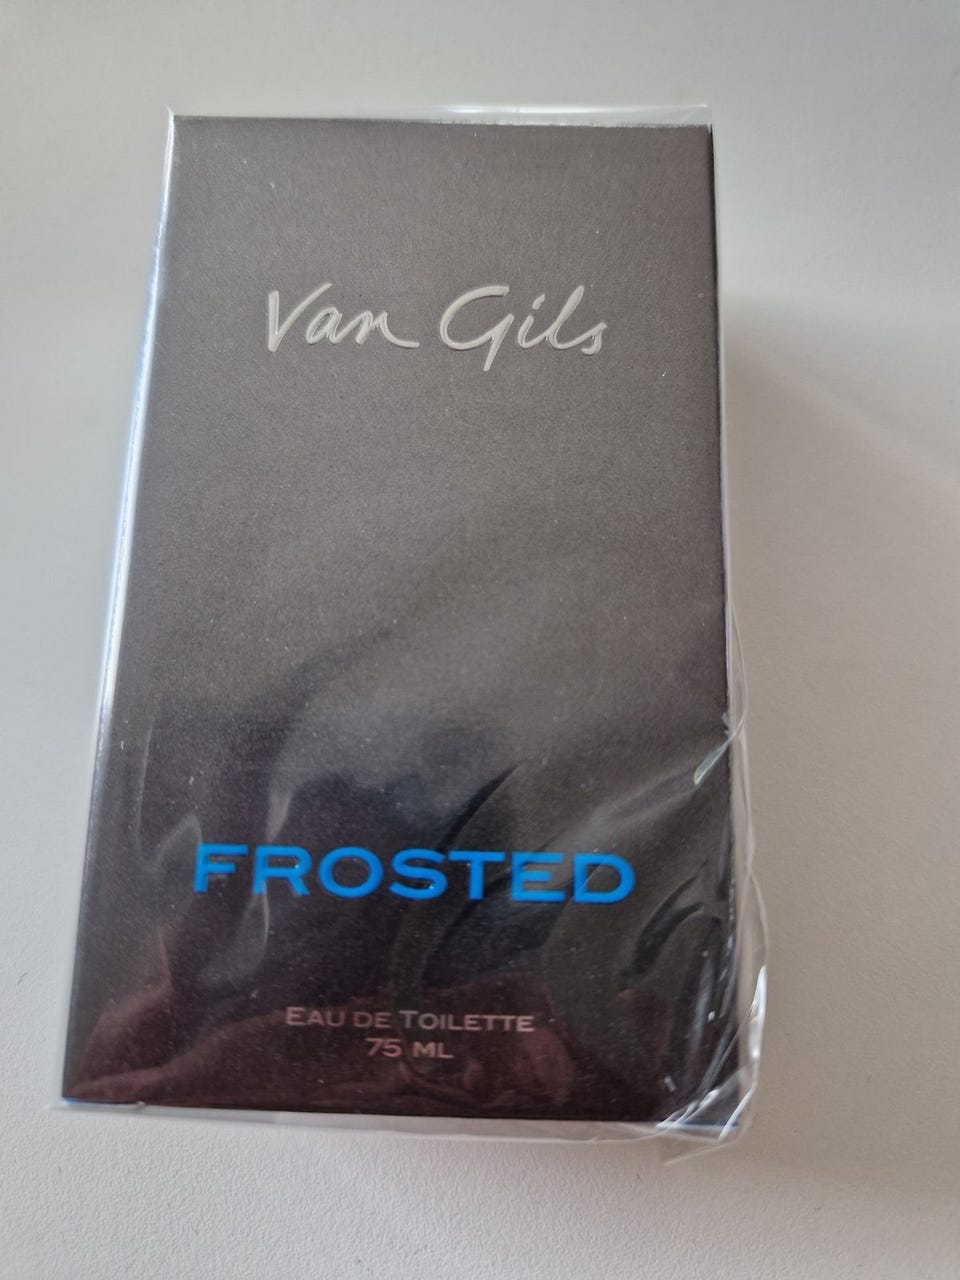 Van Gils
FROSTED
EAU DE TOILETTE
75 ML